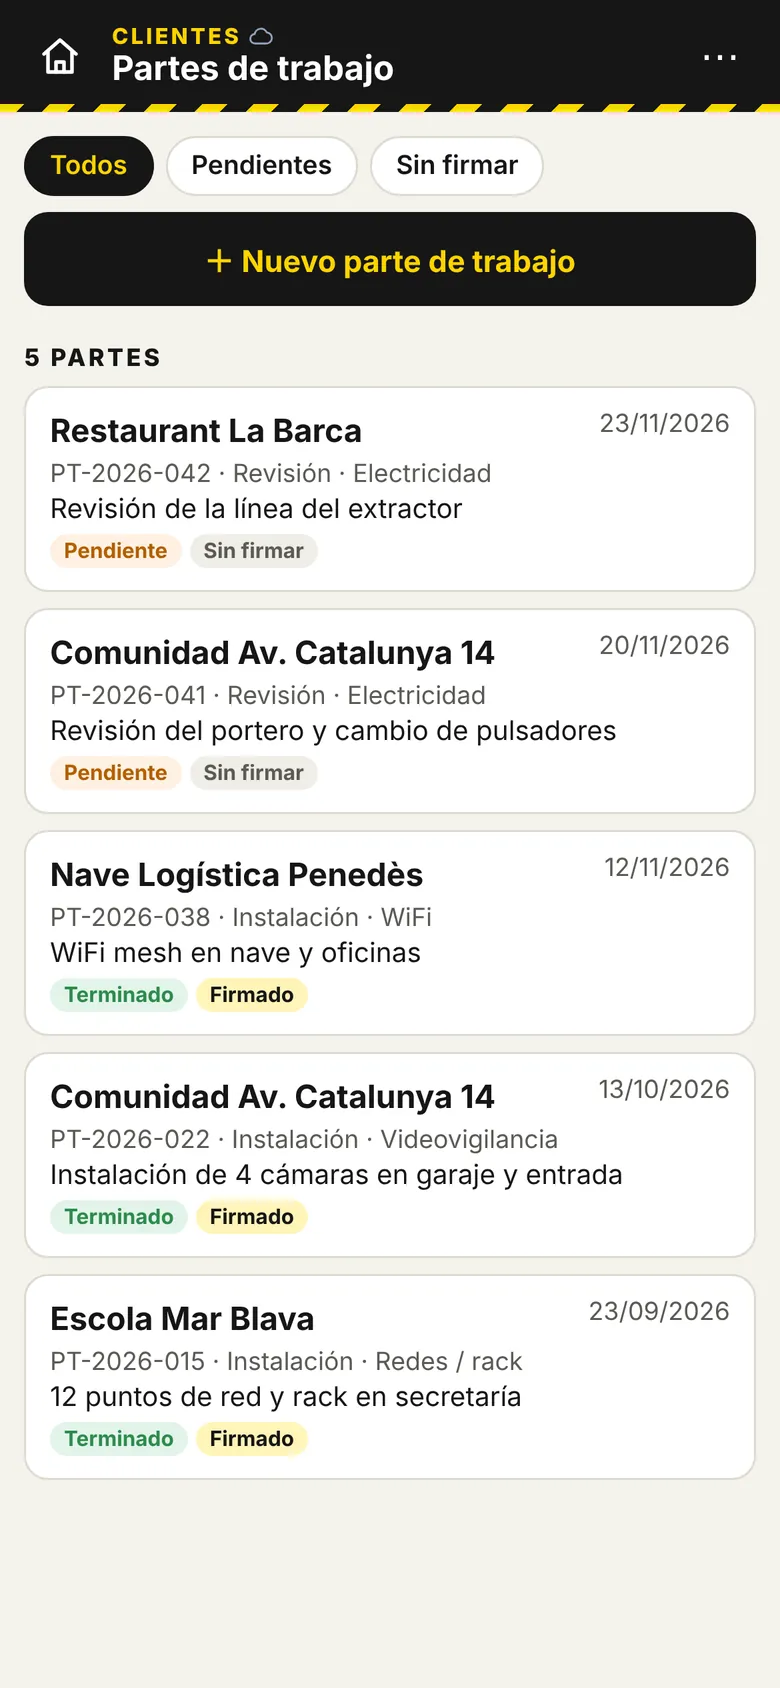 CLIENTES
Partes de trabajo
...
Todos
Pendientes
Sin firmar
+ Nuevo parte de trabajo
5 PARTES
Restaurant La Barca
23/11/2026
PT-2026-042 · Revisión · Electricidad
Revisión de la línea del extractor
Pendiente
Sin firmar
Comunidad Av. Catalunya 14
20/11/2026
PT-2026-041 · Revisión · Electricidad
Revisión del portero y cambio de pulsadores
Pendiente
Sin firmar
Nave Logística Penedès
12/11/2026
PT-2026-038 · Instalación · WiFi
WiFi mesh en nave y oficinas
Terminado
Firmado
Comunidad Av. Catalunya 14
13/10/2026
PT-2026-022 · Instalación · Videovigilancia
Instalación de 4 cámaras en garaje y entrada
Terminado
Firmado
Escola Mar Blava
23/09/2026
PT-2026-015 · Instalación · Redes / rack
12 puntos de red y rack en secretaría
Terminado
Firmado